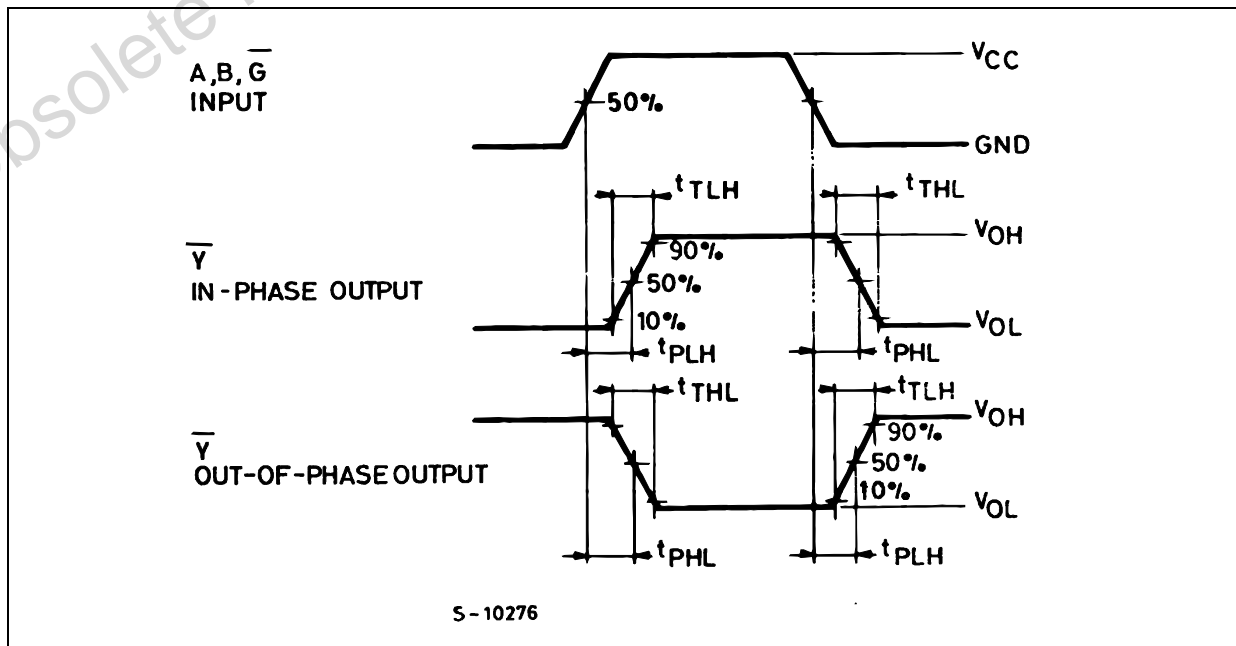 obsolete
A,B,G̅
INPUT
50%
VCC
GND
tTLH
tTHL
Y̅
IN-PHASE OUTPUT
90%
50%
10%
VOH
VOL
tPLH
tPHL
tTHL
tTLH
Y̅
OUT-OF-PHASE OUTPUT
VOH
90%
50%
10%
VOL
tPHL
tPLH
S-10276